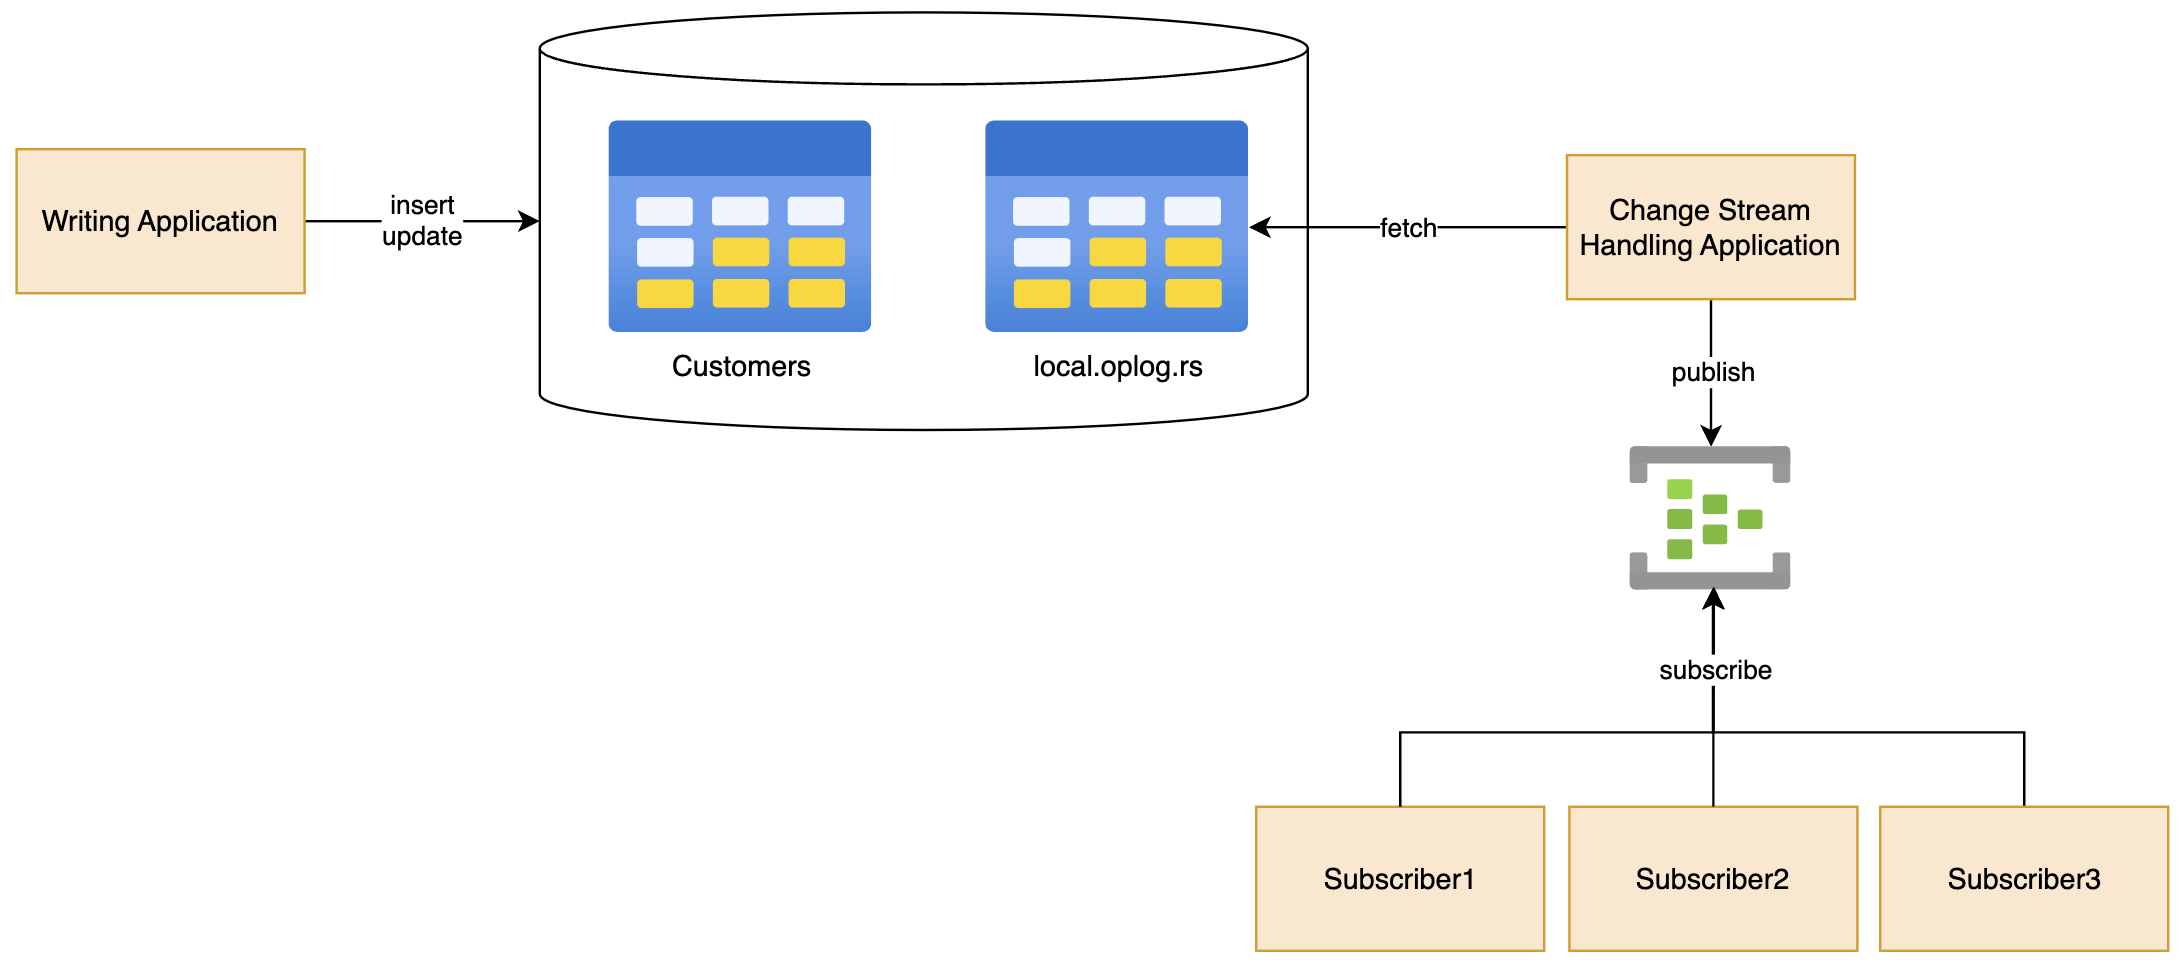 Writing Application
insert
update
Customers
local.oplog.rs
fetch
Change Stream
Handling Application
publish
subscribe
Subscriber1
Subscriber2
Subscriber3